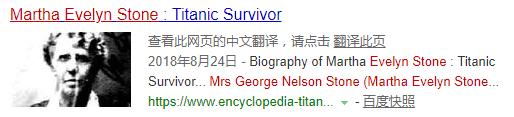 Martha Evelyn Stone : Titanic Survivor
查看此网页的中文翻译，请点击 翻译此页
2018年8月24日 - Biography of Martha Evelyn Stone : Titanic
Survivor... Mrs George Nelson Stone (Martha Evelyn Stone...
https://www.encyclopedia-titan... - 百度快照